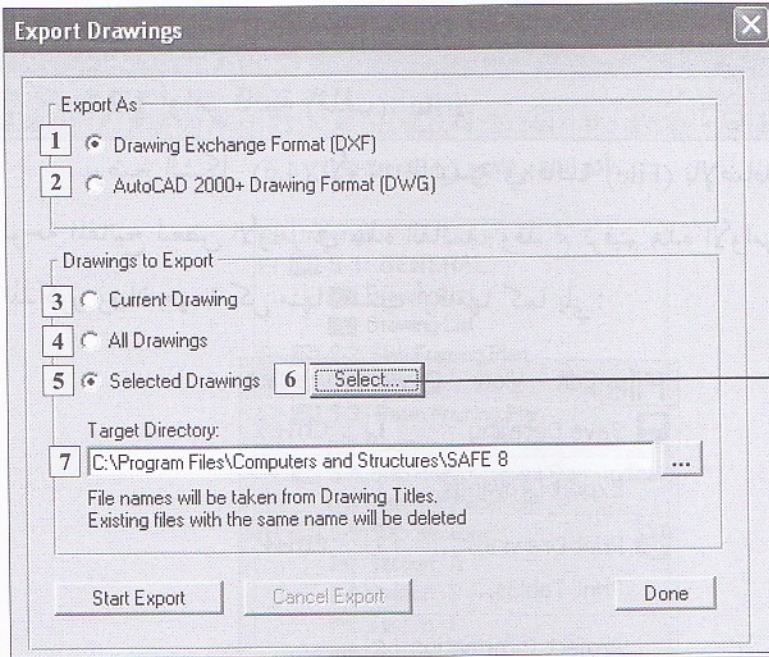 Export Drawings
Export As
1 Drawing Exchange Format (DXF)
2 AutoCAD 2000+ Drawing Format (DWG)
Drawings to Export
3 Current Drawing
4 All Drawings
5 Selected Drawings 6 Select...
Target Directory:
7 C:\Program Files\Computers and Structures\SAFE 8 ...
File names will be taken from Drawing Titles.
Existing files with the same name will be deleted
Start Export Cancel Export Done